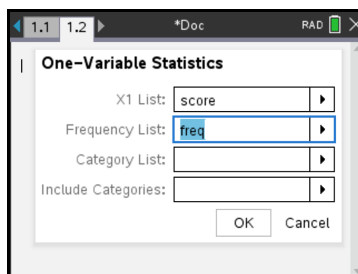 1.1 1.2 *Doc RAD
One-Variable Statistics
X1 List: score
Frequency List: freq
Category List:
Include Categories:
OK Cancel